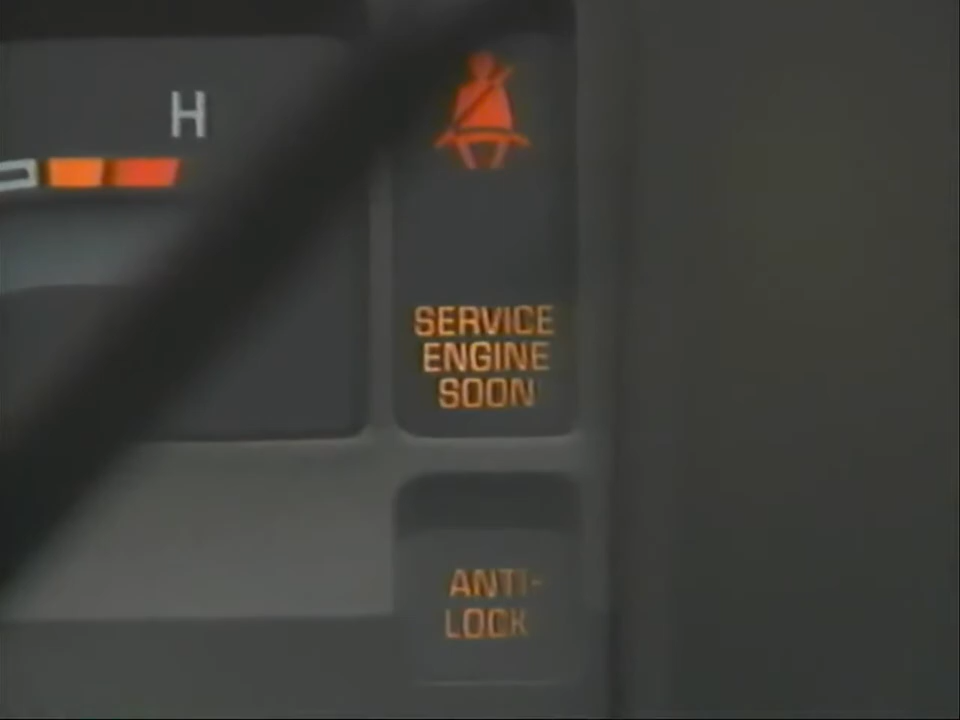 H
SERVICE
ENGINE
SOON
ANTI-
LOCK